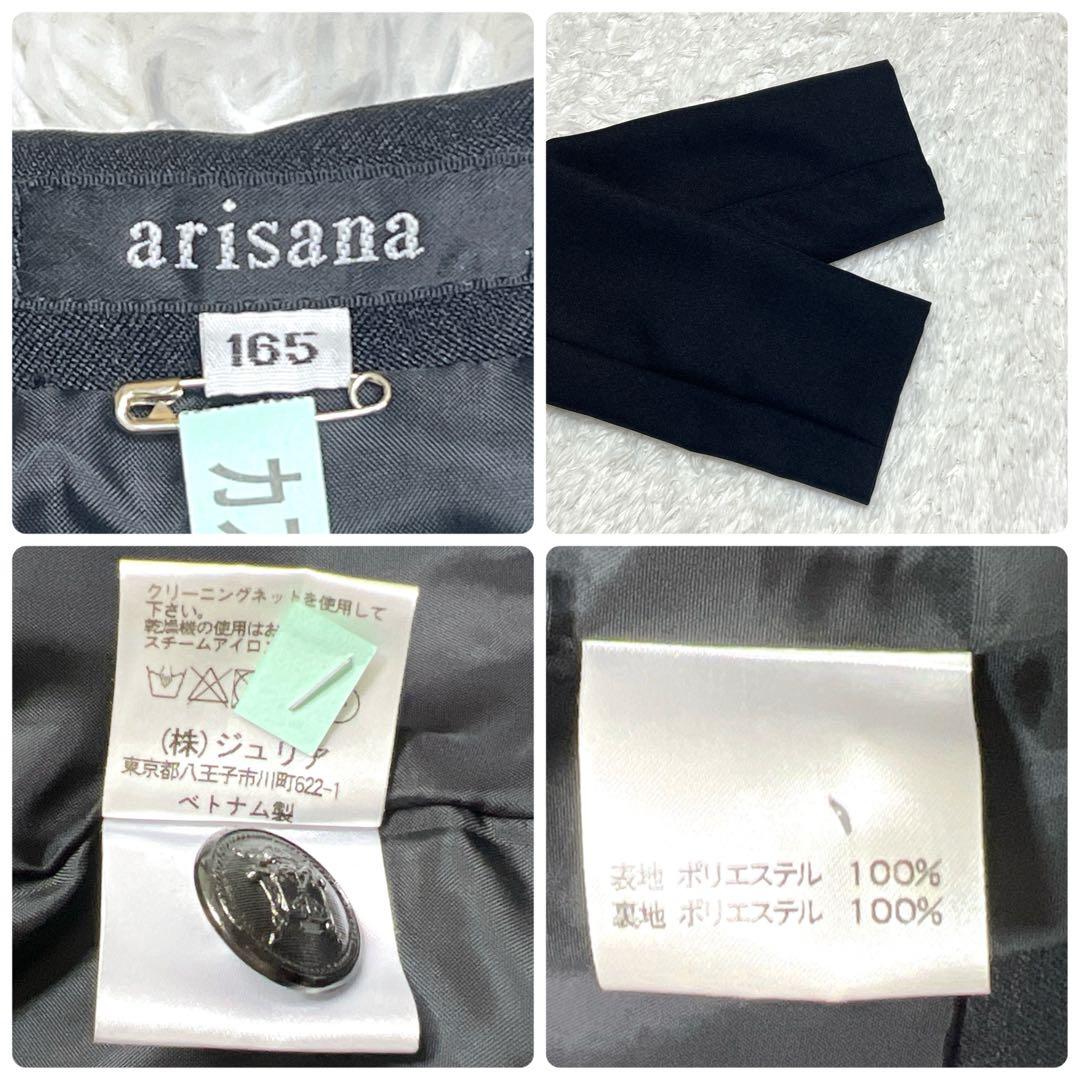 arisana
165
カ
クリーニングネットを使用して
下さい。
乾燥機の使用はお
スチームアイロ
(株)ジュリア
東京都八王子市川町622-1
ベトナム製
表地 ポリエステル 100%
裏地 ポリエステル 100%